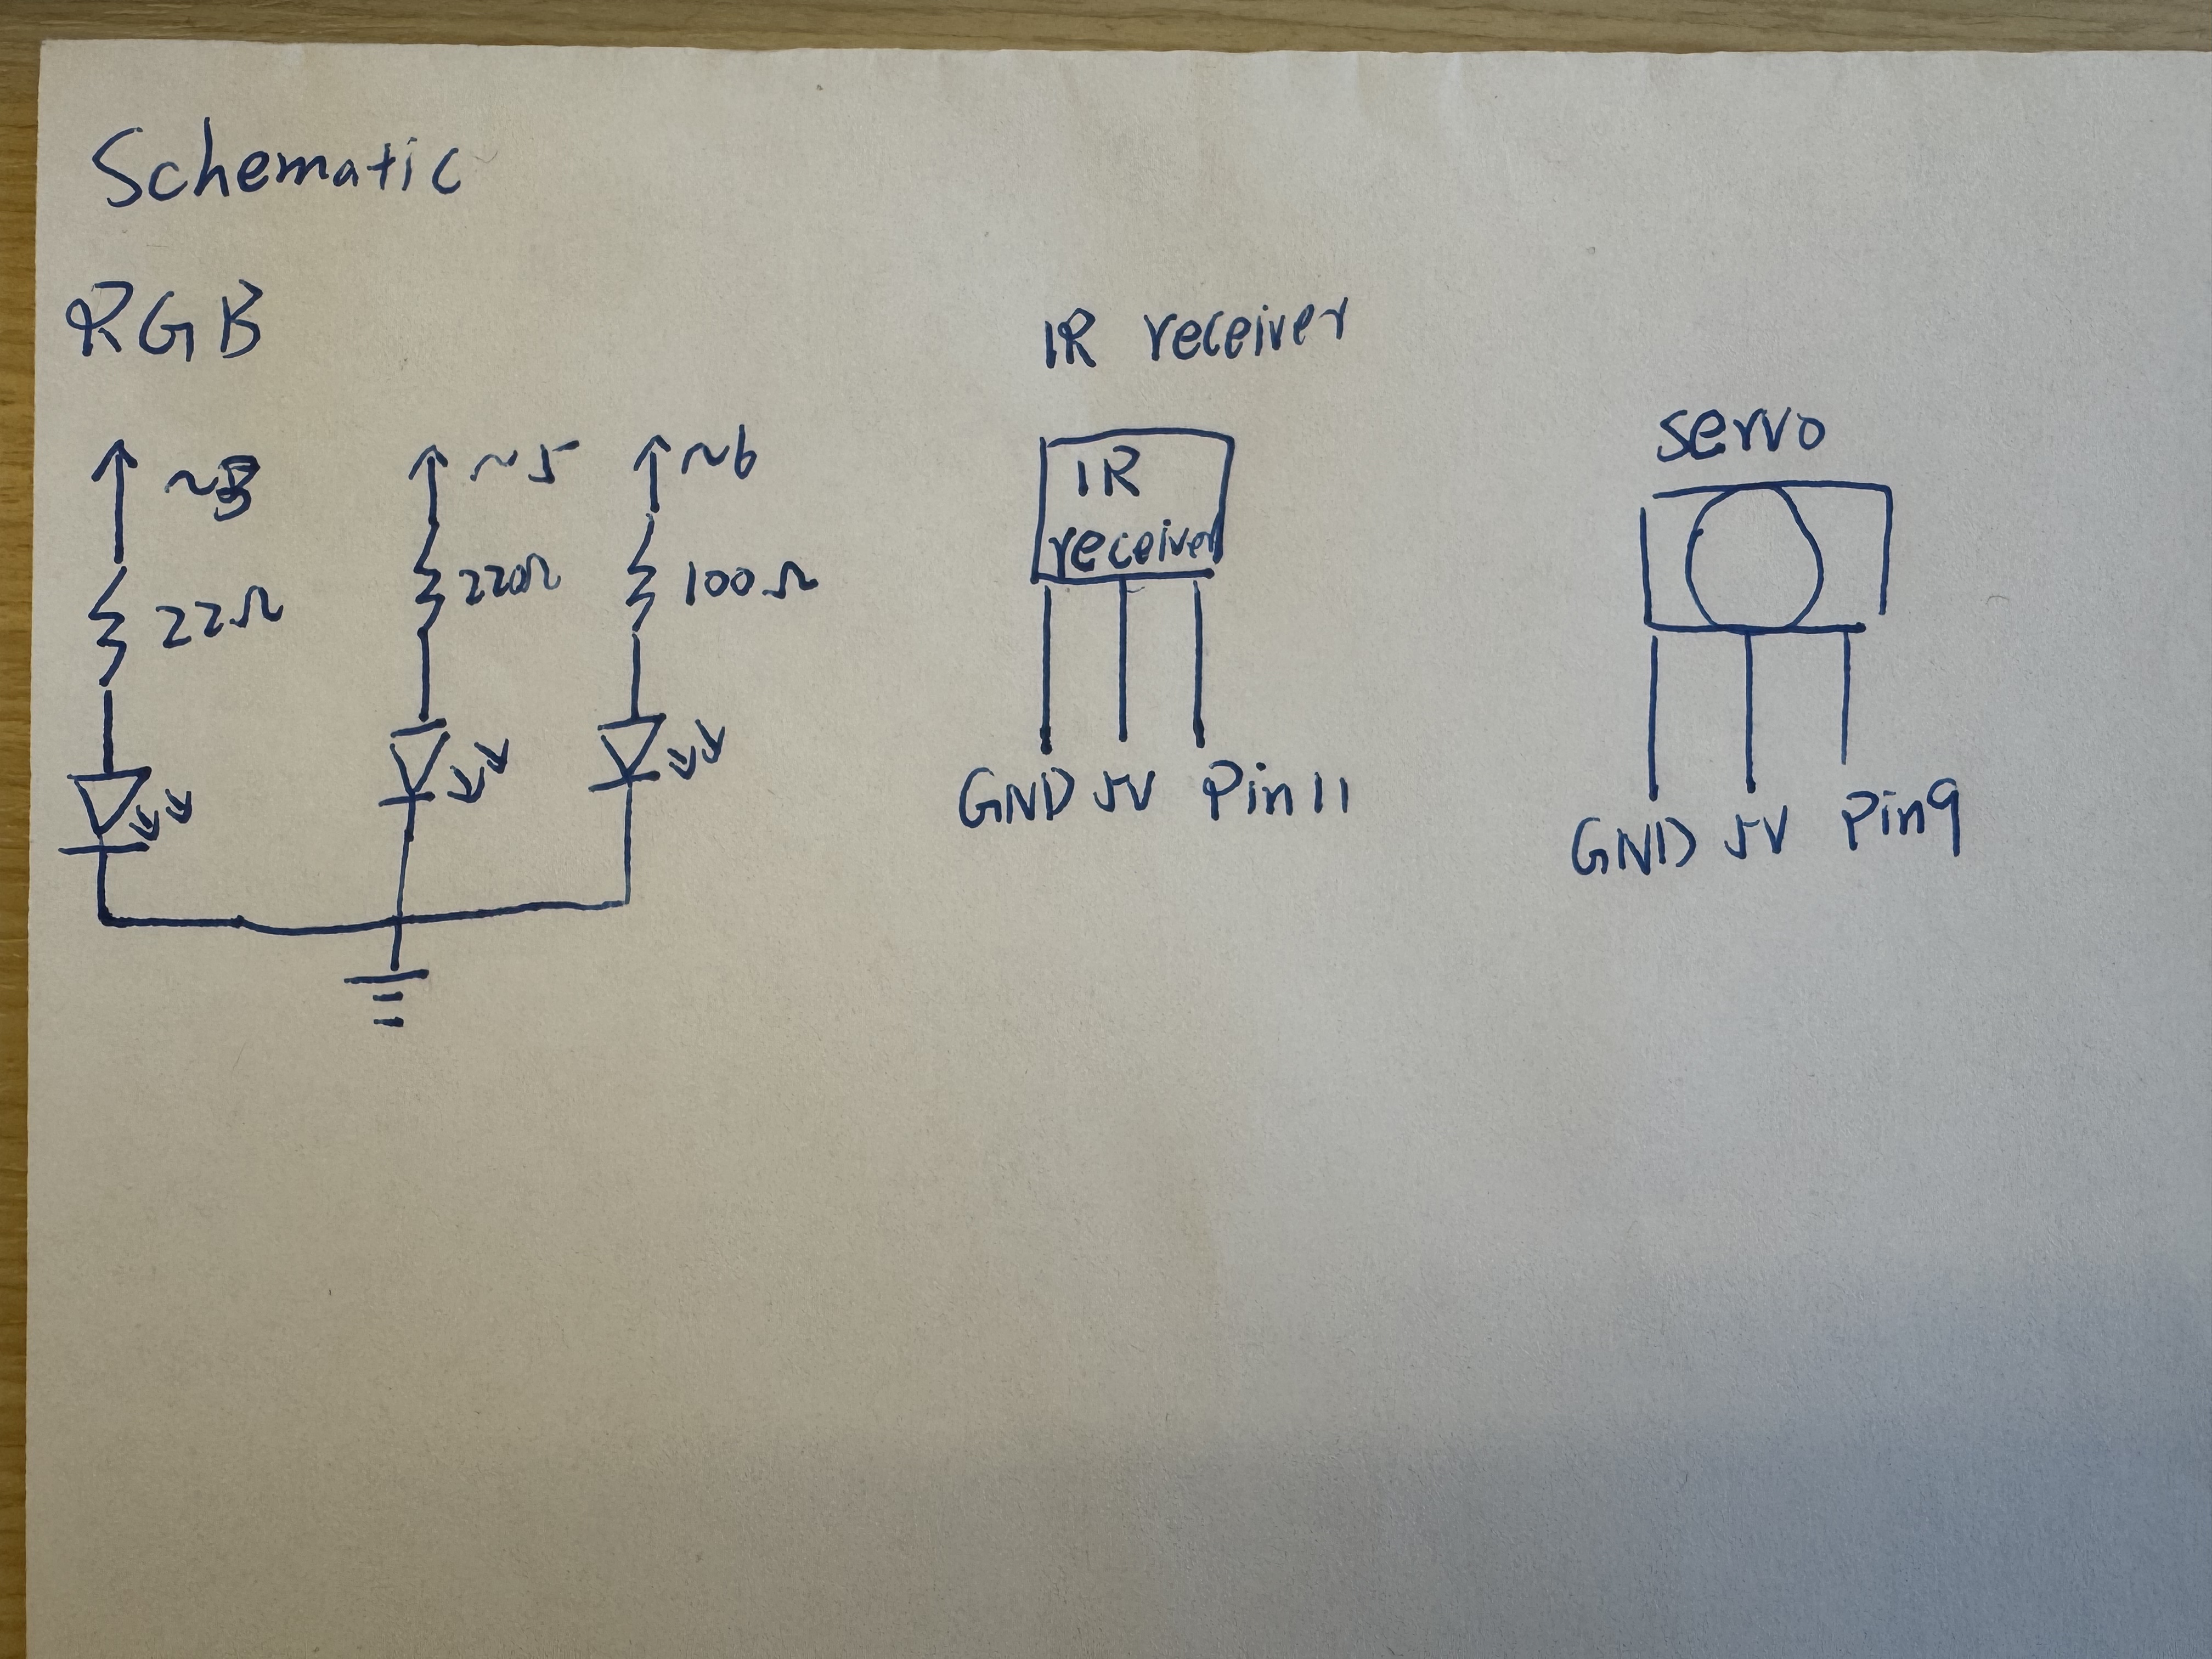 Schematic
RGB
~3
22Ω
~5
220Ω
~6
100Ω
IR receiver
IR
receiver
GND 5V Pin 11
servo
GND 5V Pin9